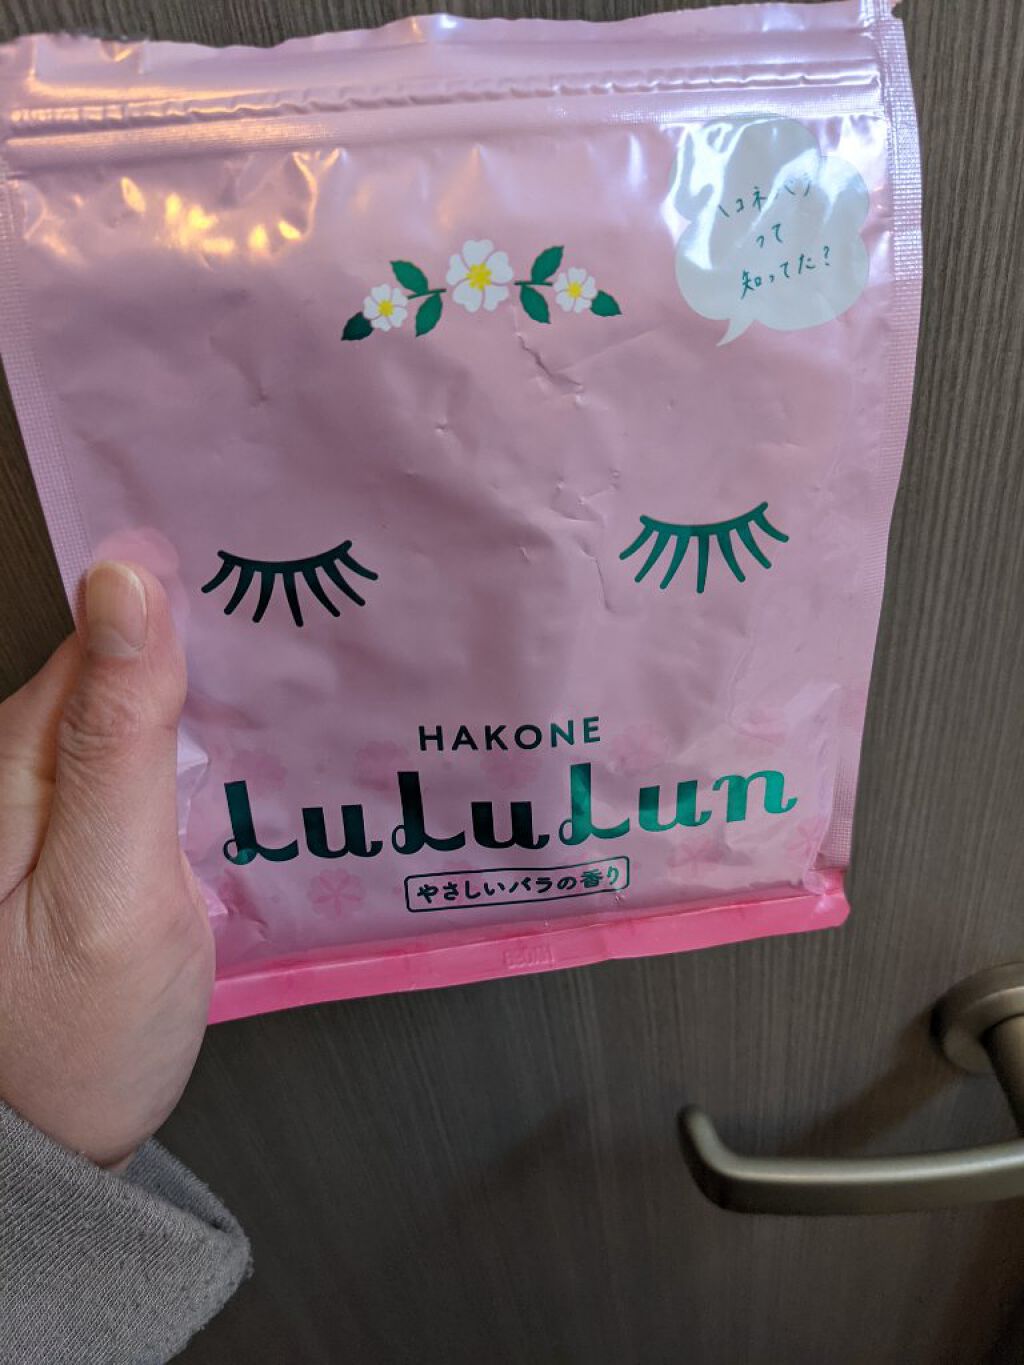 ハコネバラ
って
知ってた?
HAKONE
LuLuLun
やさしいバラの香り